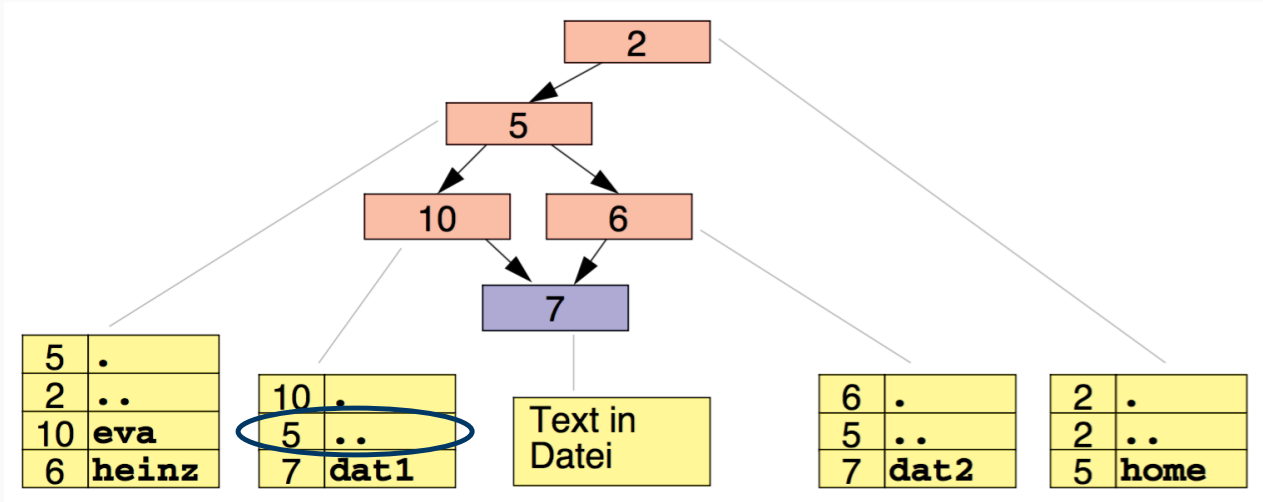 2
5
10 6
7
5 .
2 ..
10 eva
6 heinz
10 .
5 ..
7 dat1
Text in
Datei
6 .
5 ..
7 dat2
2 .
2 ..
5 home